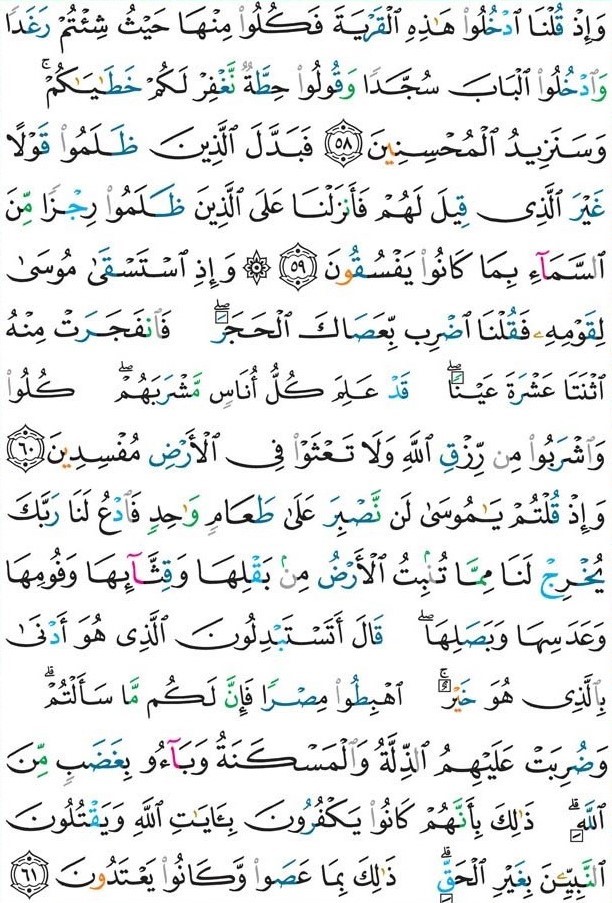 وَإِذْ قُلْنَا ٱدْخُلُوا۟ هَٰذِهِ ٱلْقَرْيَةَ فَكُلُوا۟ مِنْهَا حَيْثُ شِئْتُمْ رَغَدًا
وَٱدْخُلُوا۟ ٱلْبَابَ سُجَّدًا وَقُولُوا۟ حِطَّةٌ نَّغْفِرْ لَكُمْ خَطَٰيَٰكُمْ ۚ
وَسَنَزِيدُ ٱلْمُحْسِنِينَ ۝٥٨ فَبَدَّلَ ٱلَّذِينَ ظَلَمُوا۟ قَوْلًا
غَيْرَ ٱلَّذِى قِيلَ لَهُمْ فَأَنزَلْنَا عَلَى ٱلَّذِينَ ظَلَمُوا۟ رِجْزًا مِّنَ
ٱلسَّمَآءِ بِمَا كَانُوا۟ يَفْسُقُونَ ۝٥٩ ۞ وَإِذِ ٱسْتَسْقَىٰ مُوسَىٰ
لِقَوْمِهِۦ فَقُلْنَا ٱضْرِب بِّعَصَاكَ ٱلْحَجَرَ ۖ فَٱنفَجَرَتْ مِنْهُ
ٱثْنَتَا عَشْرَةَ عَيْنًا ۖ قَدْ عَلِمَ كُلُّ أُنَاسٍ مَّشْرَبَهُمْ ۖ كُلُوا۟
وَٱشْرَبُوا۟ مِن رِّزْقِ ٱللَّهِ وَلَا تَعْثَوْا۟ فِى ٱلْأَرْضِ مُفْسِدِينَ ۝٦٠
وَإِذْ قُلْتُمْ يَٰمُوسَىٰ لَن نَّصْبِرَ عَلَىٰ طَعَامٍ وَٰحِدٍ فَٱدْعُ لَنَا رَبَّكَ
يُخْرِجْ لَنَا مِمَّا تُنۢبِتُ ٱلْأَرْضُ مِنۢ بَقْلِهَا وَقِثَّآئِهَا وَفُومِهَا
وَعَدَسِهَا وَبَصَلِهَا ۖ قَالَ أَتَسْتَبْدِلُونَ ٱلَّذِى هُوَ أَدْنَىٰ
بِٱلَّذِى هُوَ خَيْرٌ ۚ ٱهْبِطُوا۟ مِصْرًا فَإِنَّ لَكُم مَّا سَأَلْتُمْ ۗ
وَضُرِبَتْ عَلَيْهِمُ ٱلذِّلَّةُ وَٱلْمَسْكَنَةُ وَبَآءُو بِغَضَبٍ مِّنَ
ٱللَّهِ ۗ ذَٰلِكَ بِأَنَّهُمْ كَانُوا۟ يَكْفُرُونَ بِـَٔايَٰتِ ٱللَّهِ وَيَقْتُلُونَ
ٱلنَّبِيِّـۧنَ بِغَيْرِ ٱلْحَقِّ ۗ ذَٰلِكَ بِمَا عَصَوا۟ وَّكَانُوا۟ يَعْتَدُونَ ۝٦١